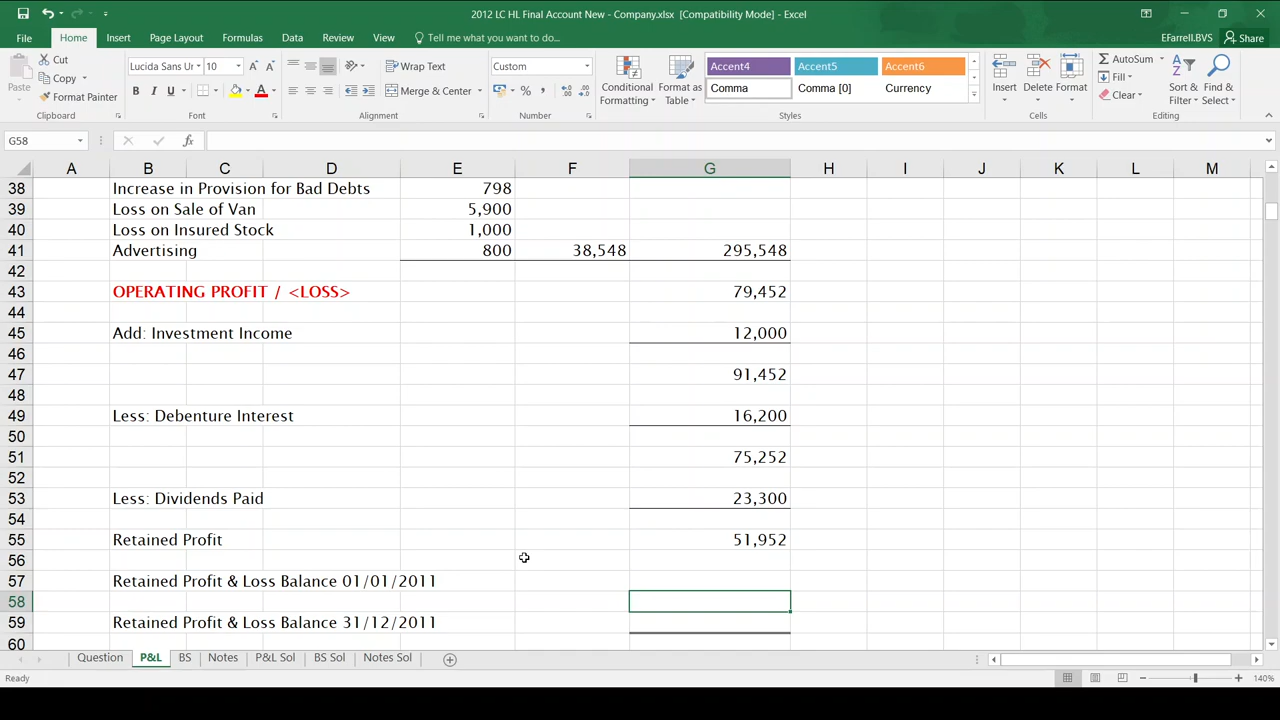 2012 LC HL Final Account New - Company.xlsx [Compatibility Mode] - Excel
File Home Insert Page Layout Formulas Data Review View Tell me what you want to do... EFarrell.BVS Share
Paste Cut Copy Format Painter Clipboard
Lucida Sans Un 10 A A B I U A Font
Wrap Text Merge & Center Alignment
Custom % , Number
Conditional Formatting Format as Table Accent4 Accent5 Accent6 Comma Comma [0] Currency Styles
Insert Delete Format Cells
AutoSum Fill Clear Sort & Filter Find & Select Editing
G58 fx
A B C D E F G H I J K L M
38 Increase in Provision for Bad Debts 798
39 Loss on Sale of Van 5,900
40 Loss on Insured Stock 1,000
41 Advertising 800 38,548 295,548
42
43 OPERATING PROFIT / <LOSS> 79,452
44
45 Add: Investment Income 12,000
46
47 91,452
48
49 Less: Debenture Interest 16,200
50
51 75,252
52
53 Less: Dividends Paid 23,300
54
55 Retained Profit 51,952
56
57 Retained Profit & Loss Balance 01/01/2011
58
59 Retained Profit & Loss Balance 31/12/2011
60
Question P&L BS Notes P&L Sol BS Sol Notes Sol
Ready 140%